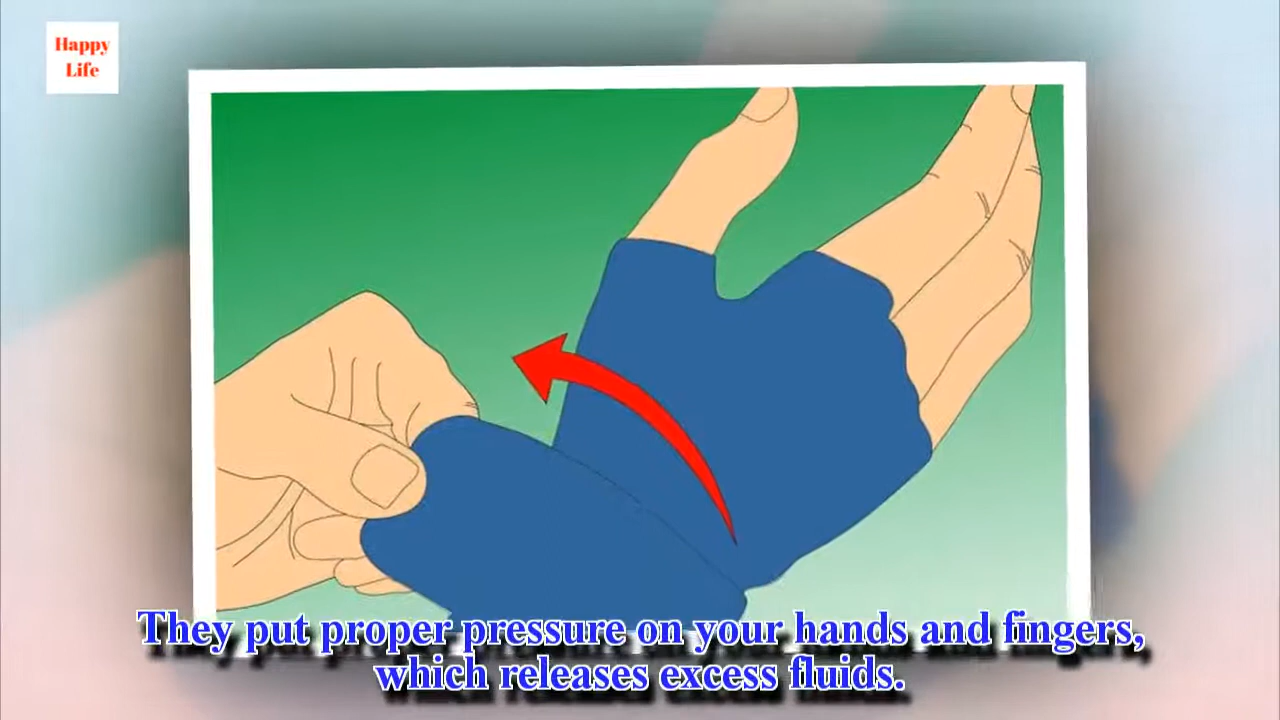 Happy
Life
They put proper pressure on your hands and fingers,
which releases excess fluids.